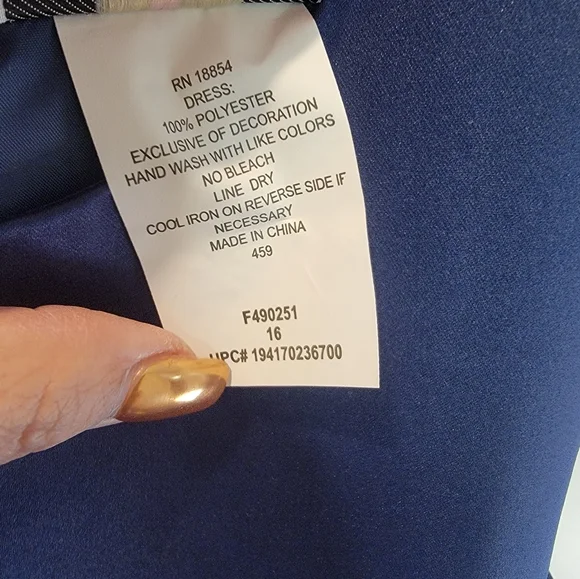 RN 18854
DRESS:
100% POLYESTER
EXCLUSIVE OF DECORATION
HAND WASH WITH LIKE COLORS
NO BLEACH
LINE DRY
COOL IRON ON REVERSE SIDE IF
NECESSARY
MADE IN CHINA
459
F490251
16
UPC# 194170236700